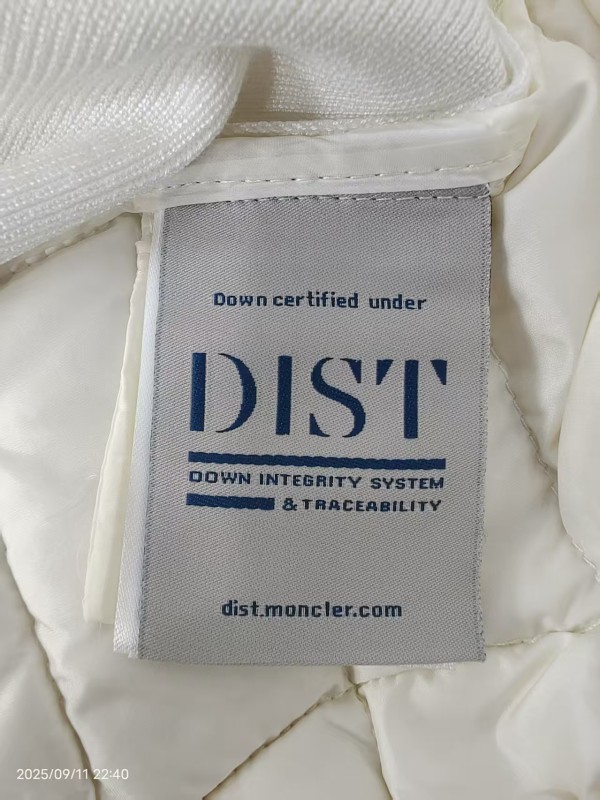 Down certified under
DIST
DOWN INTEGRITY SYSTEM
& TRACEABILITY
dist.moncler.com
2025/09/11 22:40